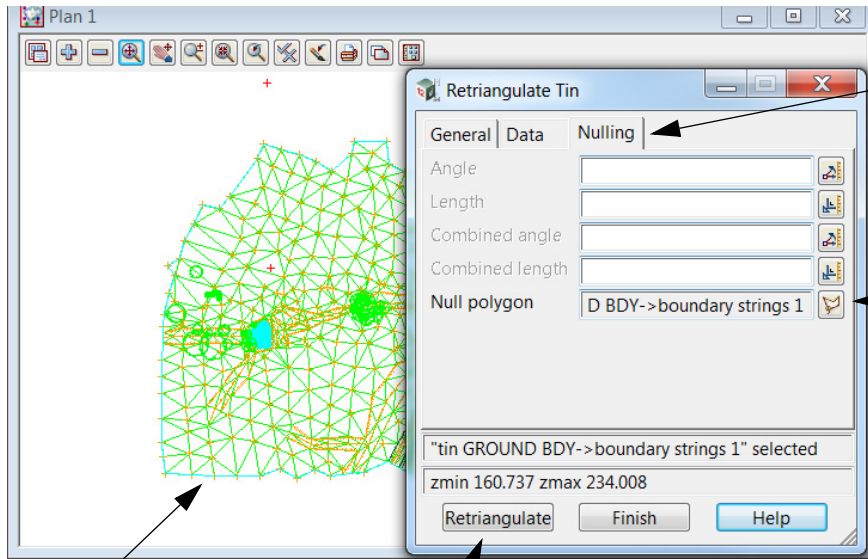 Plan 1
Retriangulate Tin
General Data Nulling
Angle
Length
Combined angle
Combined length
Null polygon D BDY->boundary strings 1
"tin GROUND BDY->boundary strings 1" selected
zmin 160.737 zmax 234.008
Retriangulate Finish Help